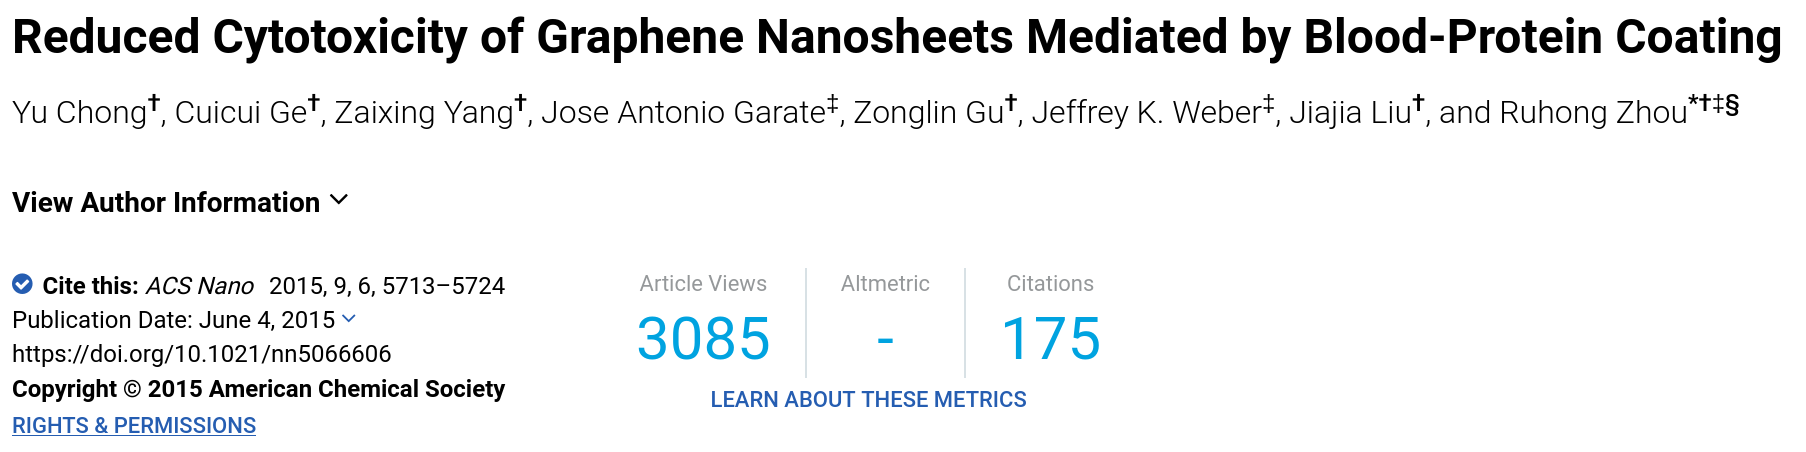 Reduced Cytotoxicity of Graphene Nanosheets Mediated by Blood-Protein Coating
Yu Chong†, Cuicui Ge†, Zaixing Yang†, Jose Antonio Garate‡, Zonglin Gu†, Jeffrey K. Weber‡, Jiajia Liu†, and Ruhong Zhou*†‡§
View Author Information
Cite this: ACS Nano 2015, 9, 6, 5713–5724
Publication Date: June 4, 2015
https://doi.org/10.1021/nn5066606
Copyright © 2015 American Chemical Society
RIGHTS & PERMISSIONS
Article Views
3085
Altmetric
-
Citations
175
LEARN ABOUT THESE METRICS